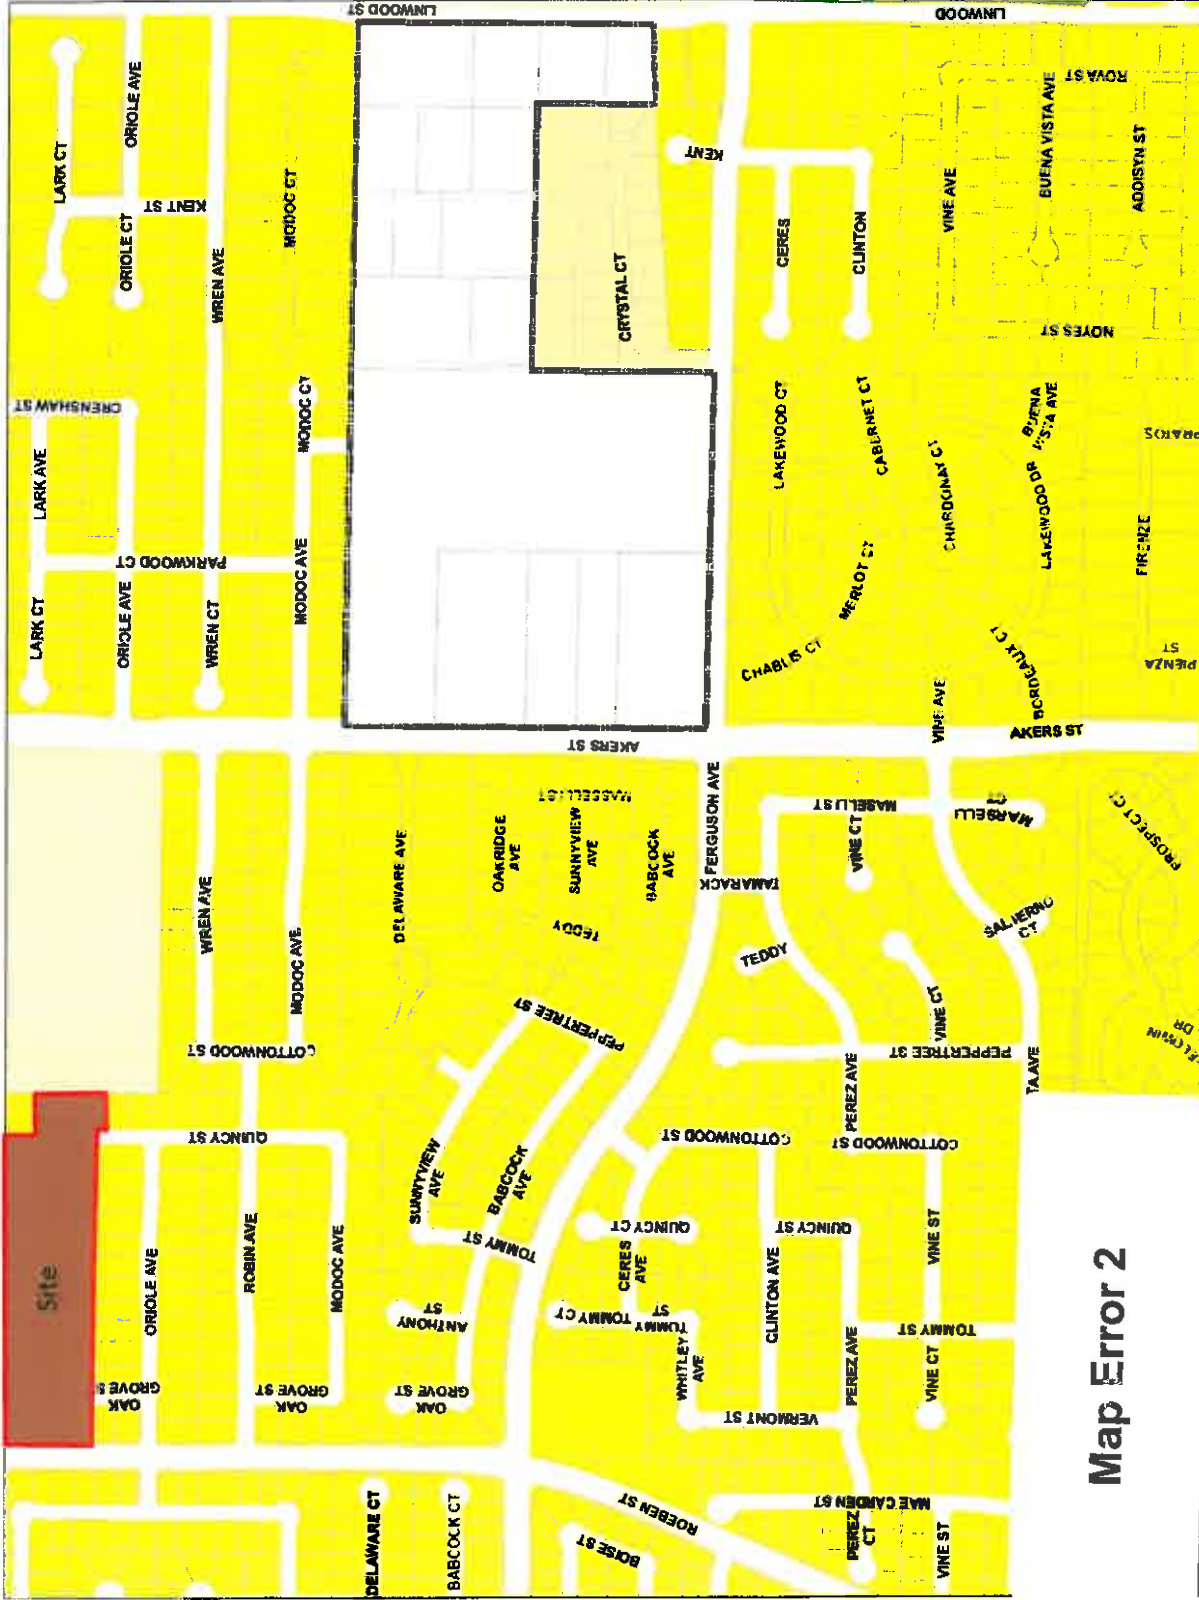 LINWOOD ST
LINWOOD
LARK CT
ORIOLE AVE
KENT ST
ORIOLE CT
WREN AVE
MODOC CT
CRYSTAL CT
KENT
CERES
CLINTON
VINE AVE
BUENA VISTA AVE
ROVA ST
ADDISYN ST
NOYES ST
CRENSHAW ST
LARK AVE
MODOC CT
PARKWOOD CT
LARK CT
ORIOLE AVE
WREN CT
MODOC AVE
LAKEWOOD CT
CABERNET CT
CHARDONAY CT
BUENA
VISTA AVE
LAKEWOOD DR
MERLOT CT
CHABLIS CT
BORDEAUX CT
FIRENZE
PIENZA
ST
VINE AVE
AKERS ST
AKERS ST
WREN AVE
MODOC AVE
DELAWARE AVE
OAKRIDGE
AVE
SUNNYVIEW
AVE
MASSELLI ST
BABCOCK
AVE
TEDDY
FERGUSON AVE
TAMARACK
TEDDY
MASELLI ST
VINE CT
MARSELLI
CT
SALHERNO
CT
VINE CT
PROSPECT CT
DR
COTTONWOOD ST
PEPPERTREE ST
PEPPERTREE ST
PEREZ AVE
TA AVE
QUINCY ST
SUNNYVIEW
AVE
BABCOCK
AVE
COTTONWOOD ST
COTTONWOOD ST
Site
ORIOLE AVE
ROBIN AVE
MODOC AVE
TOMMY ST
QUINCY CT
CERES
AVE
QUINCY ST
CLINTON AVE
VINE ST
ANTHONY
ST
TOMMY CT
TOMMY
ST
TOMMY ST
OAK
GROVE S
OAK
GROVE ST
OAK
GROVE ST
WHITLEY
AVE
VERMONT ST
PEREZ AVE
VINE CT
DELAWARE CT
BABCOCK CT
ROEBEN ST
BOISE ST
MAE CARDEN ST
PEREZ
CT
VINE ST
Map Error 2